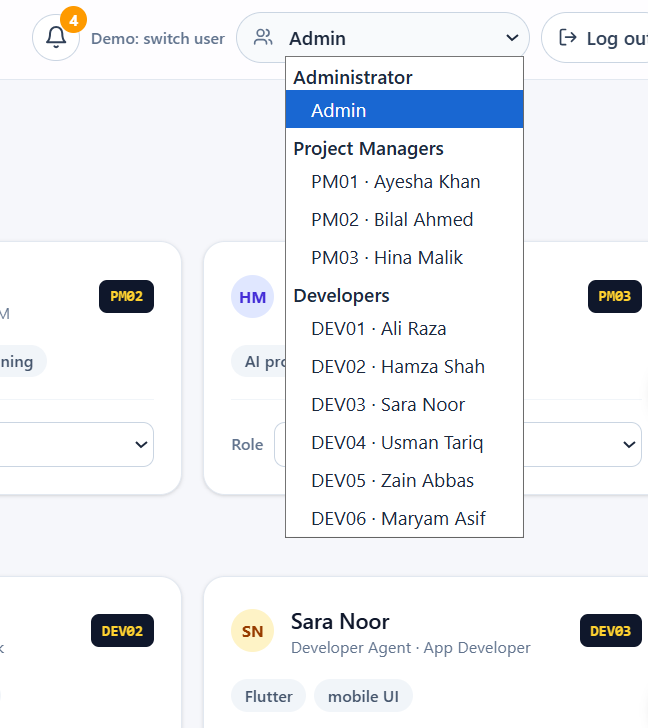 4
Demo: switch user
Admin
Log out
Administrator
Admin
Project Managers
PM01 · Ayesha Khan
PM02 · Bilal Ahmed
PM03 · Hina Malik
Developers
DEV01 · Ali Raza
DEV02 · Hamza Shah
DEV03 · Sara Noor
DEV04 · Usman Tariq
DEV05 · Zain Abbas
DEV06 · Maryam Asif
PM02
M
ning
HM
PM03
AI pro
Role
DEV02
SN
Sara Noor
DEV03
Developer Agent · App Developer
Flutter
mobile UI